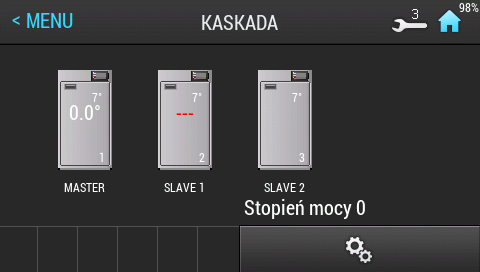 < MENU
KASKADA
3
98%
7°
0.0°
1
7°
---
2
7°
3
MASTER
SLAVE 1
SLAVE 2
Stopień mocy 0